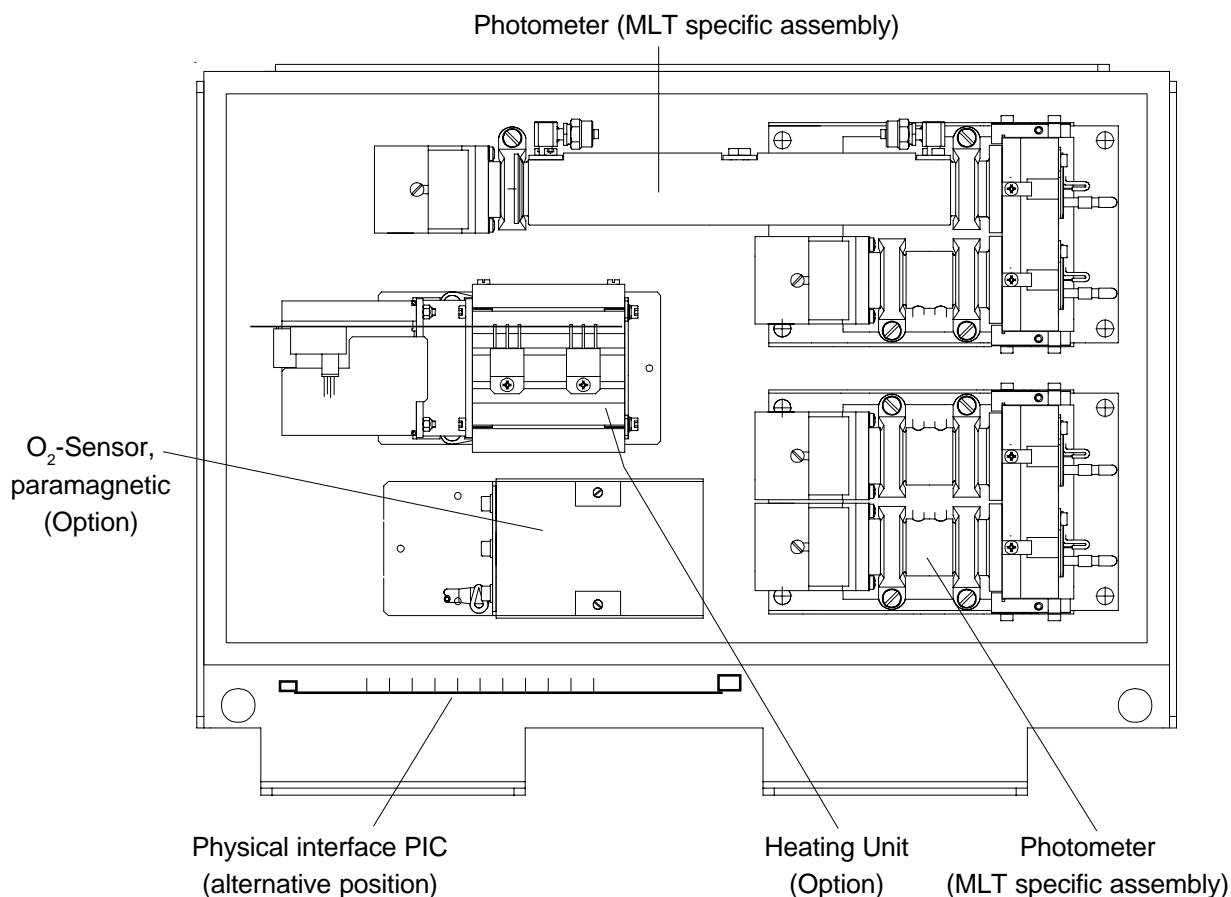 Photometer (MLT specific assembly)
O2-Sensor,
paramagnetic
(Option)
Physical interface PIC
(alternative position)
Heating Unit
(Option)
Photometer
(MLT specific assembly)